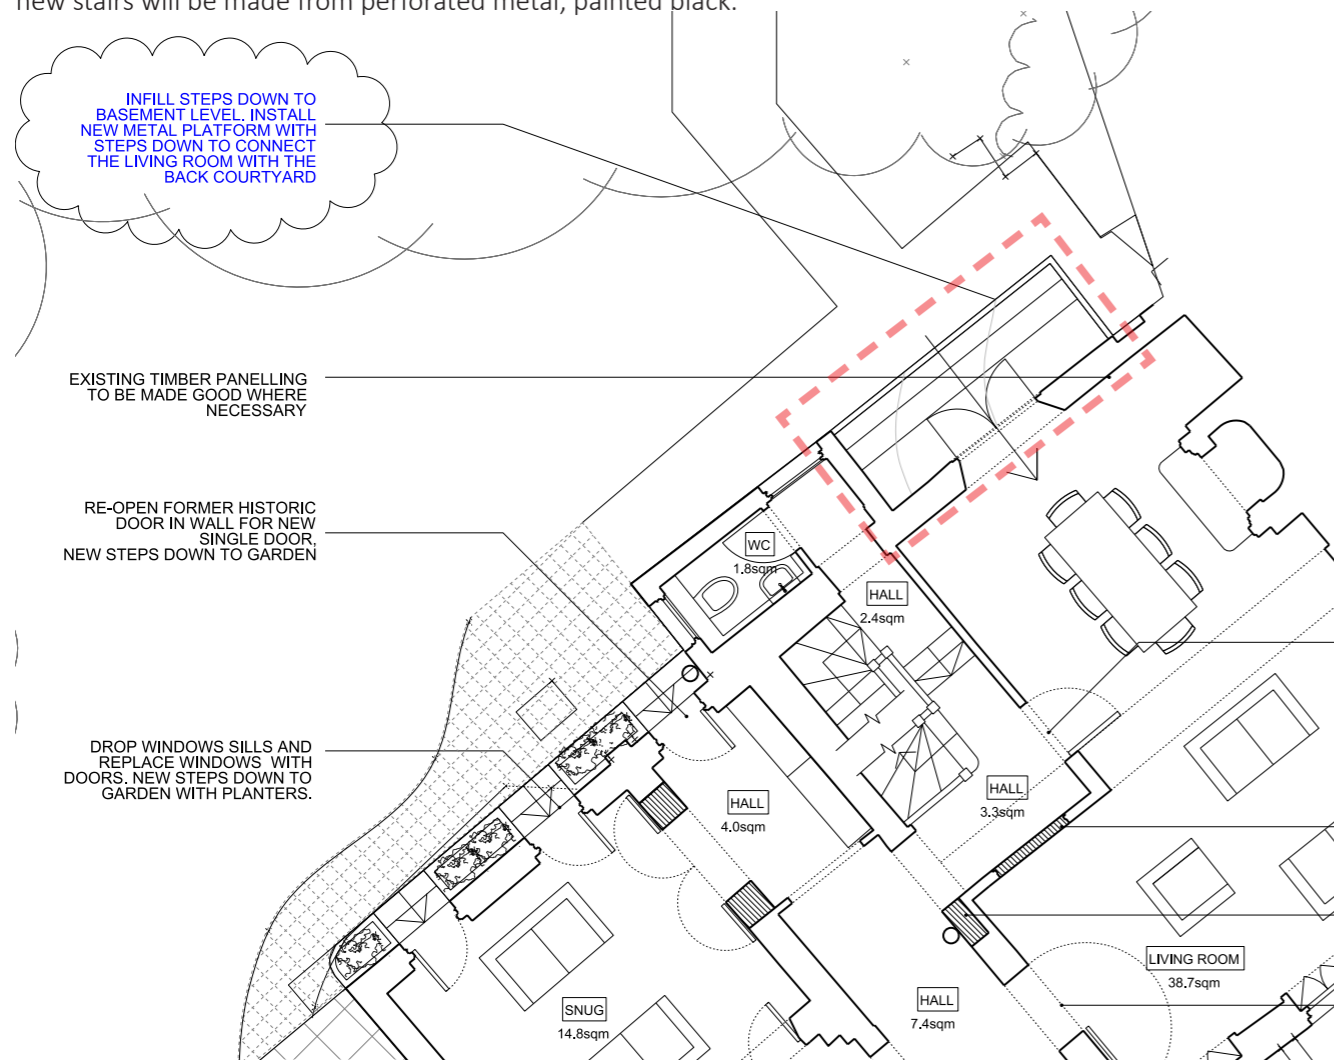 new stairs will be made from perforated metal, painted black.
INFILL STEPS DOWN TO
BASEMENT LEVEL. INSTALL
NEW METAL PLATFORM WITH
STEPS DOWN TO CONNECT
THE LIVING ROOM WITH THE
BACK COURTYARD
EXISTING TIMBER PANELLING
TO BE MADE GOOD WHERE
NECESSARY
RE-OPEN FORMER HISTORIC
DOOR IN WALL FOR NEW
SINGLE DOOR,
NEW STEPS DOWN TO GARDEN
WC
1.8sqm
HALL
2.4sqm
DROP WINDOWS SILLS AND
REPLACE WINDOWS WITH
DOORS. NEW STEPS DOWN TO
GARDEN WITH PLANTERS.
HALL
4.0sqm
HALL
3.3sqm
LIVING ROOM
38.7sqm
SNUG
14.8sqm
HALL
7.4sqm